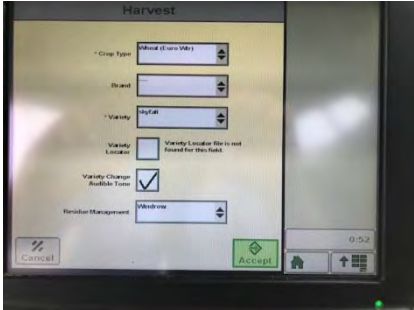 Harvest
* Crop Type
Wheat (Euro Wtr)
Brand
---
* Variety
skyfall
Variety
Locator
Variety Locator file is not
found for this field
Variety Change
Audible Tone
Residue Management
Windrow
Cancel
Accept
0:52